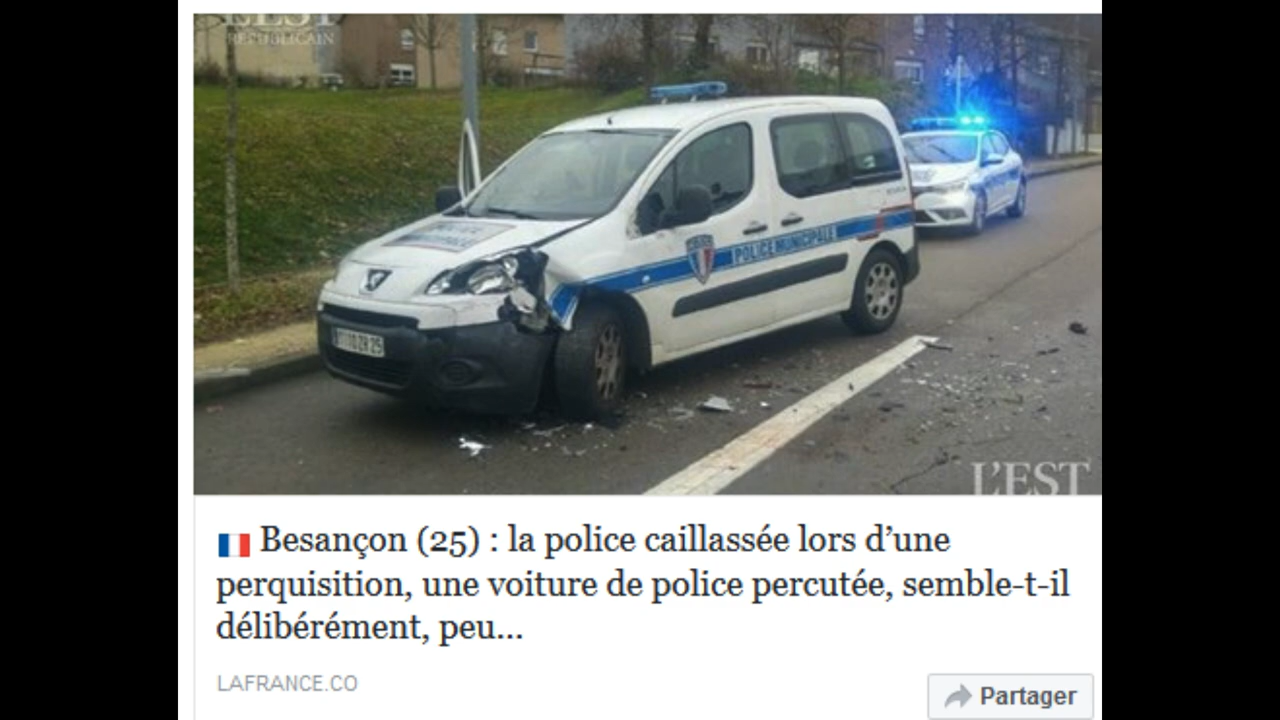 L'EST
RÉPUBLICAIN
POLICE MUNICIPALE
L'EST
Besançon (25) : la police caillassée lors d’une
perquisition, une voiture de police percutée, semble-t-il
délibérément, peu...
LAFRANCE.CO
Partager